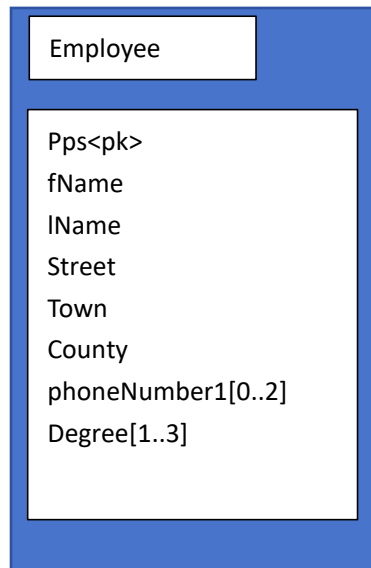 Employee
Pps<pk>
fName
lName
Street
Town
County
phoneNumber1[0..2]
Degree[1..3]